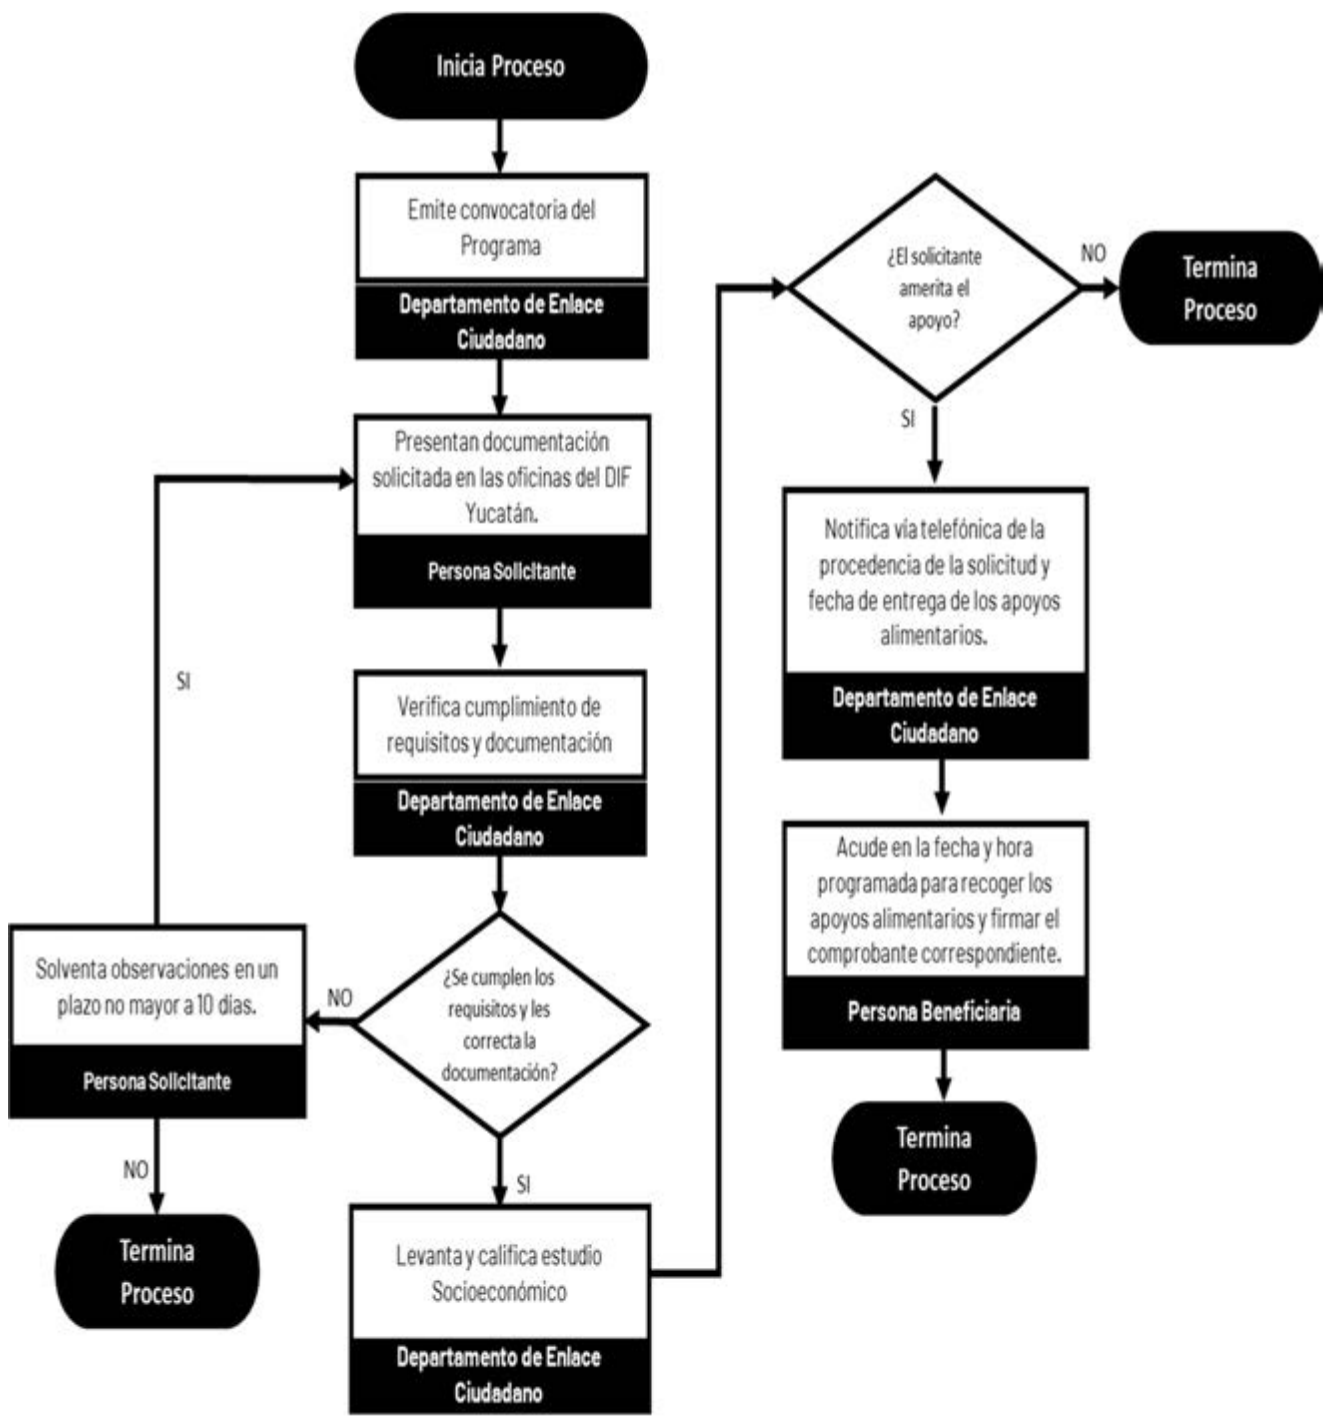 Inicia Proceso
Emite convocatoria del
Programa
Departamento de Enlace
Ciudadano
Presentan documentación
solicitada en las oficinas del DIF
Yucatán.
Persona Solicitante
Verifica cumplimiento de
requisitos y documentación
Departamento de Enlace
Ciudadano
¿Se cumplen los
requisitos y les
correcta la
documentación?
NO
Solventa observaciones en un
plazo no mayor a 10 días.
Persona Solicitante
SI
NO
Termina
Proceso
SI
Levanta y califica estudio
Socioeconómico
Departamento de Enlace
Ciudadano
¿El solicitante
amerita el
apoyo?
NO
Termina
Proceso
SI
Notifica vía telefónica de la
procedencia de la solicitud y
fecha de entrega de los apoyos
alimentarios.
Departamento de Enlace
Ciudadano
Acude en la fecha y hora
programada para recoger los
apoyos alimentarios y firmar el
comprobante correspondiente.
Persona Beneficiaria
Termina
Proceso